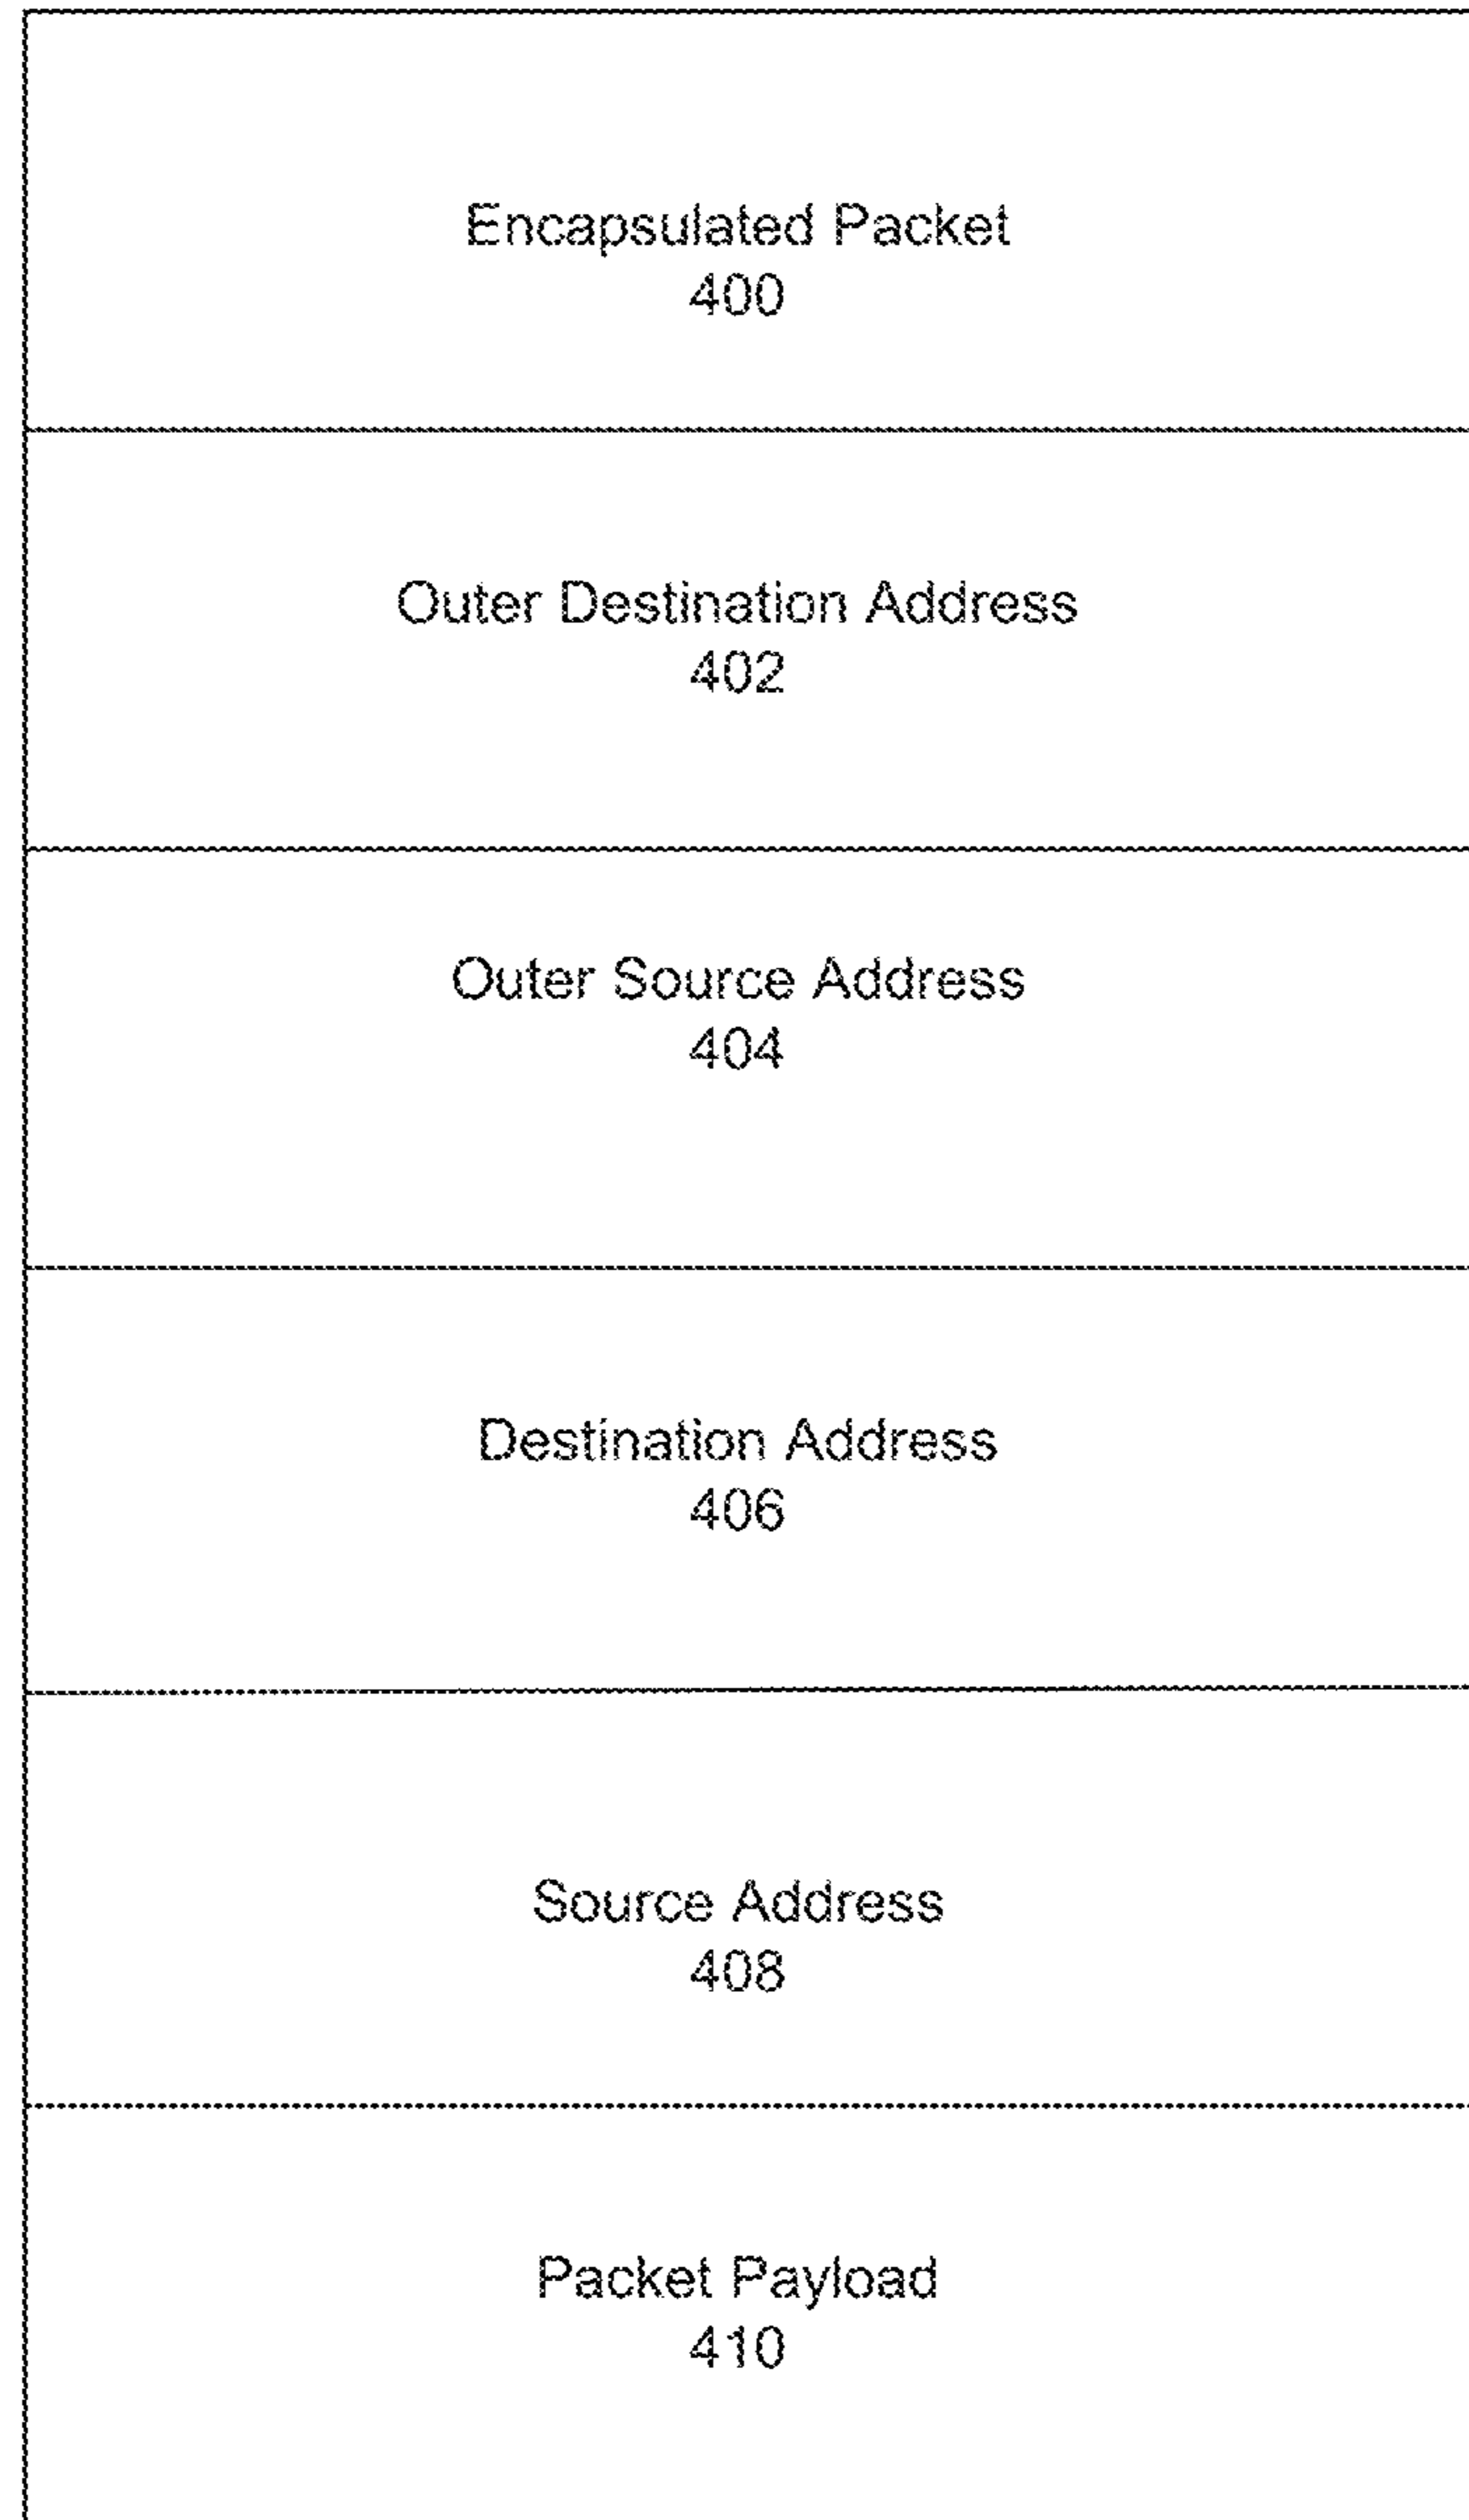 Encapsulated Packet
400
Outer Destination Address
402
Outer Source Address
404
Destination Address
406
Source Address
408
Packet Payload
410